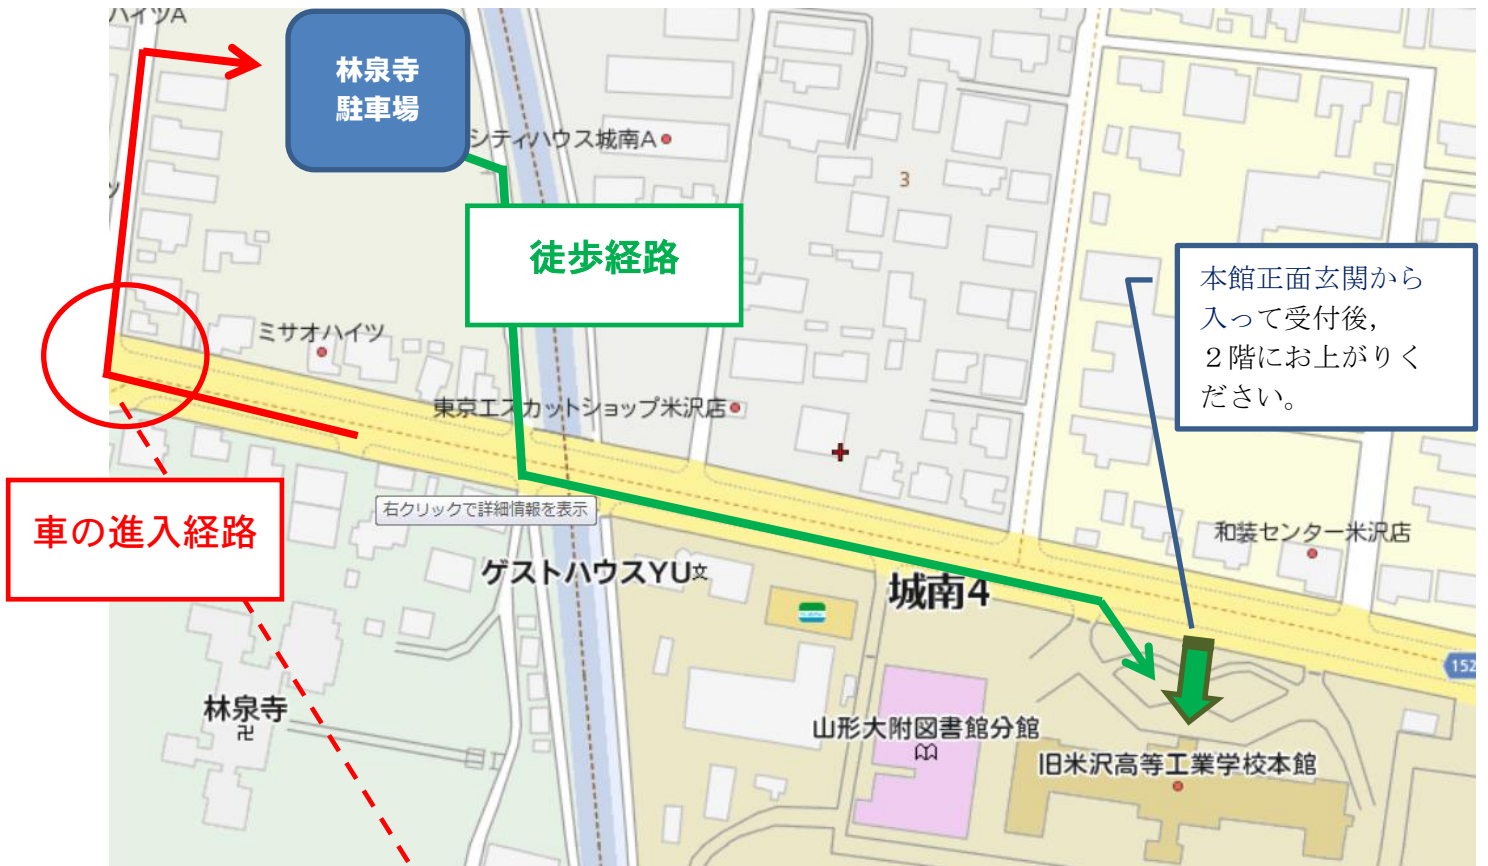 ハイツA
林泉寺
駐車場
シティハウス城南A
3
徒歩経路
本館正面玄関から
入って受付後,
２階にお上がりく
ださい。
ミサオハイツ
東京エスカットショップ米沢店
右クリックで詳細情報を表示
車の進入経路
和装センター米沢店
ゲストハウスYU文
城南4
152
林泉寺
卍
山形大附図書館分館
旧米沢高等工業学校本館